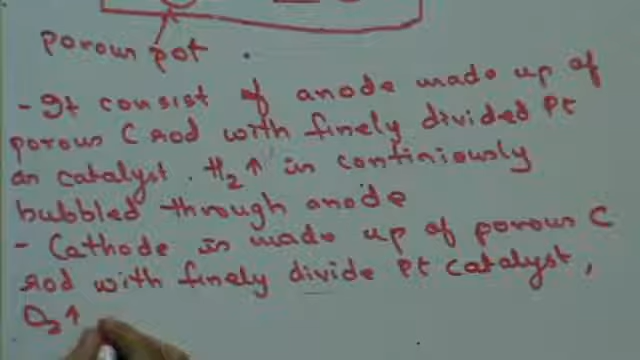 porous pot.
- It consist of anode made up of
porous C rod with finely divided Pt
as catalyst. H2↑ is continiously
bubbled through anode
- Cathode is made up of porous C
rod with finely divide Pt catalyst,
O2↑